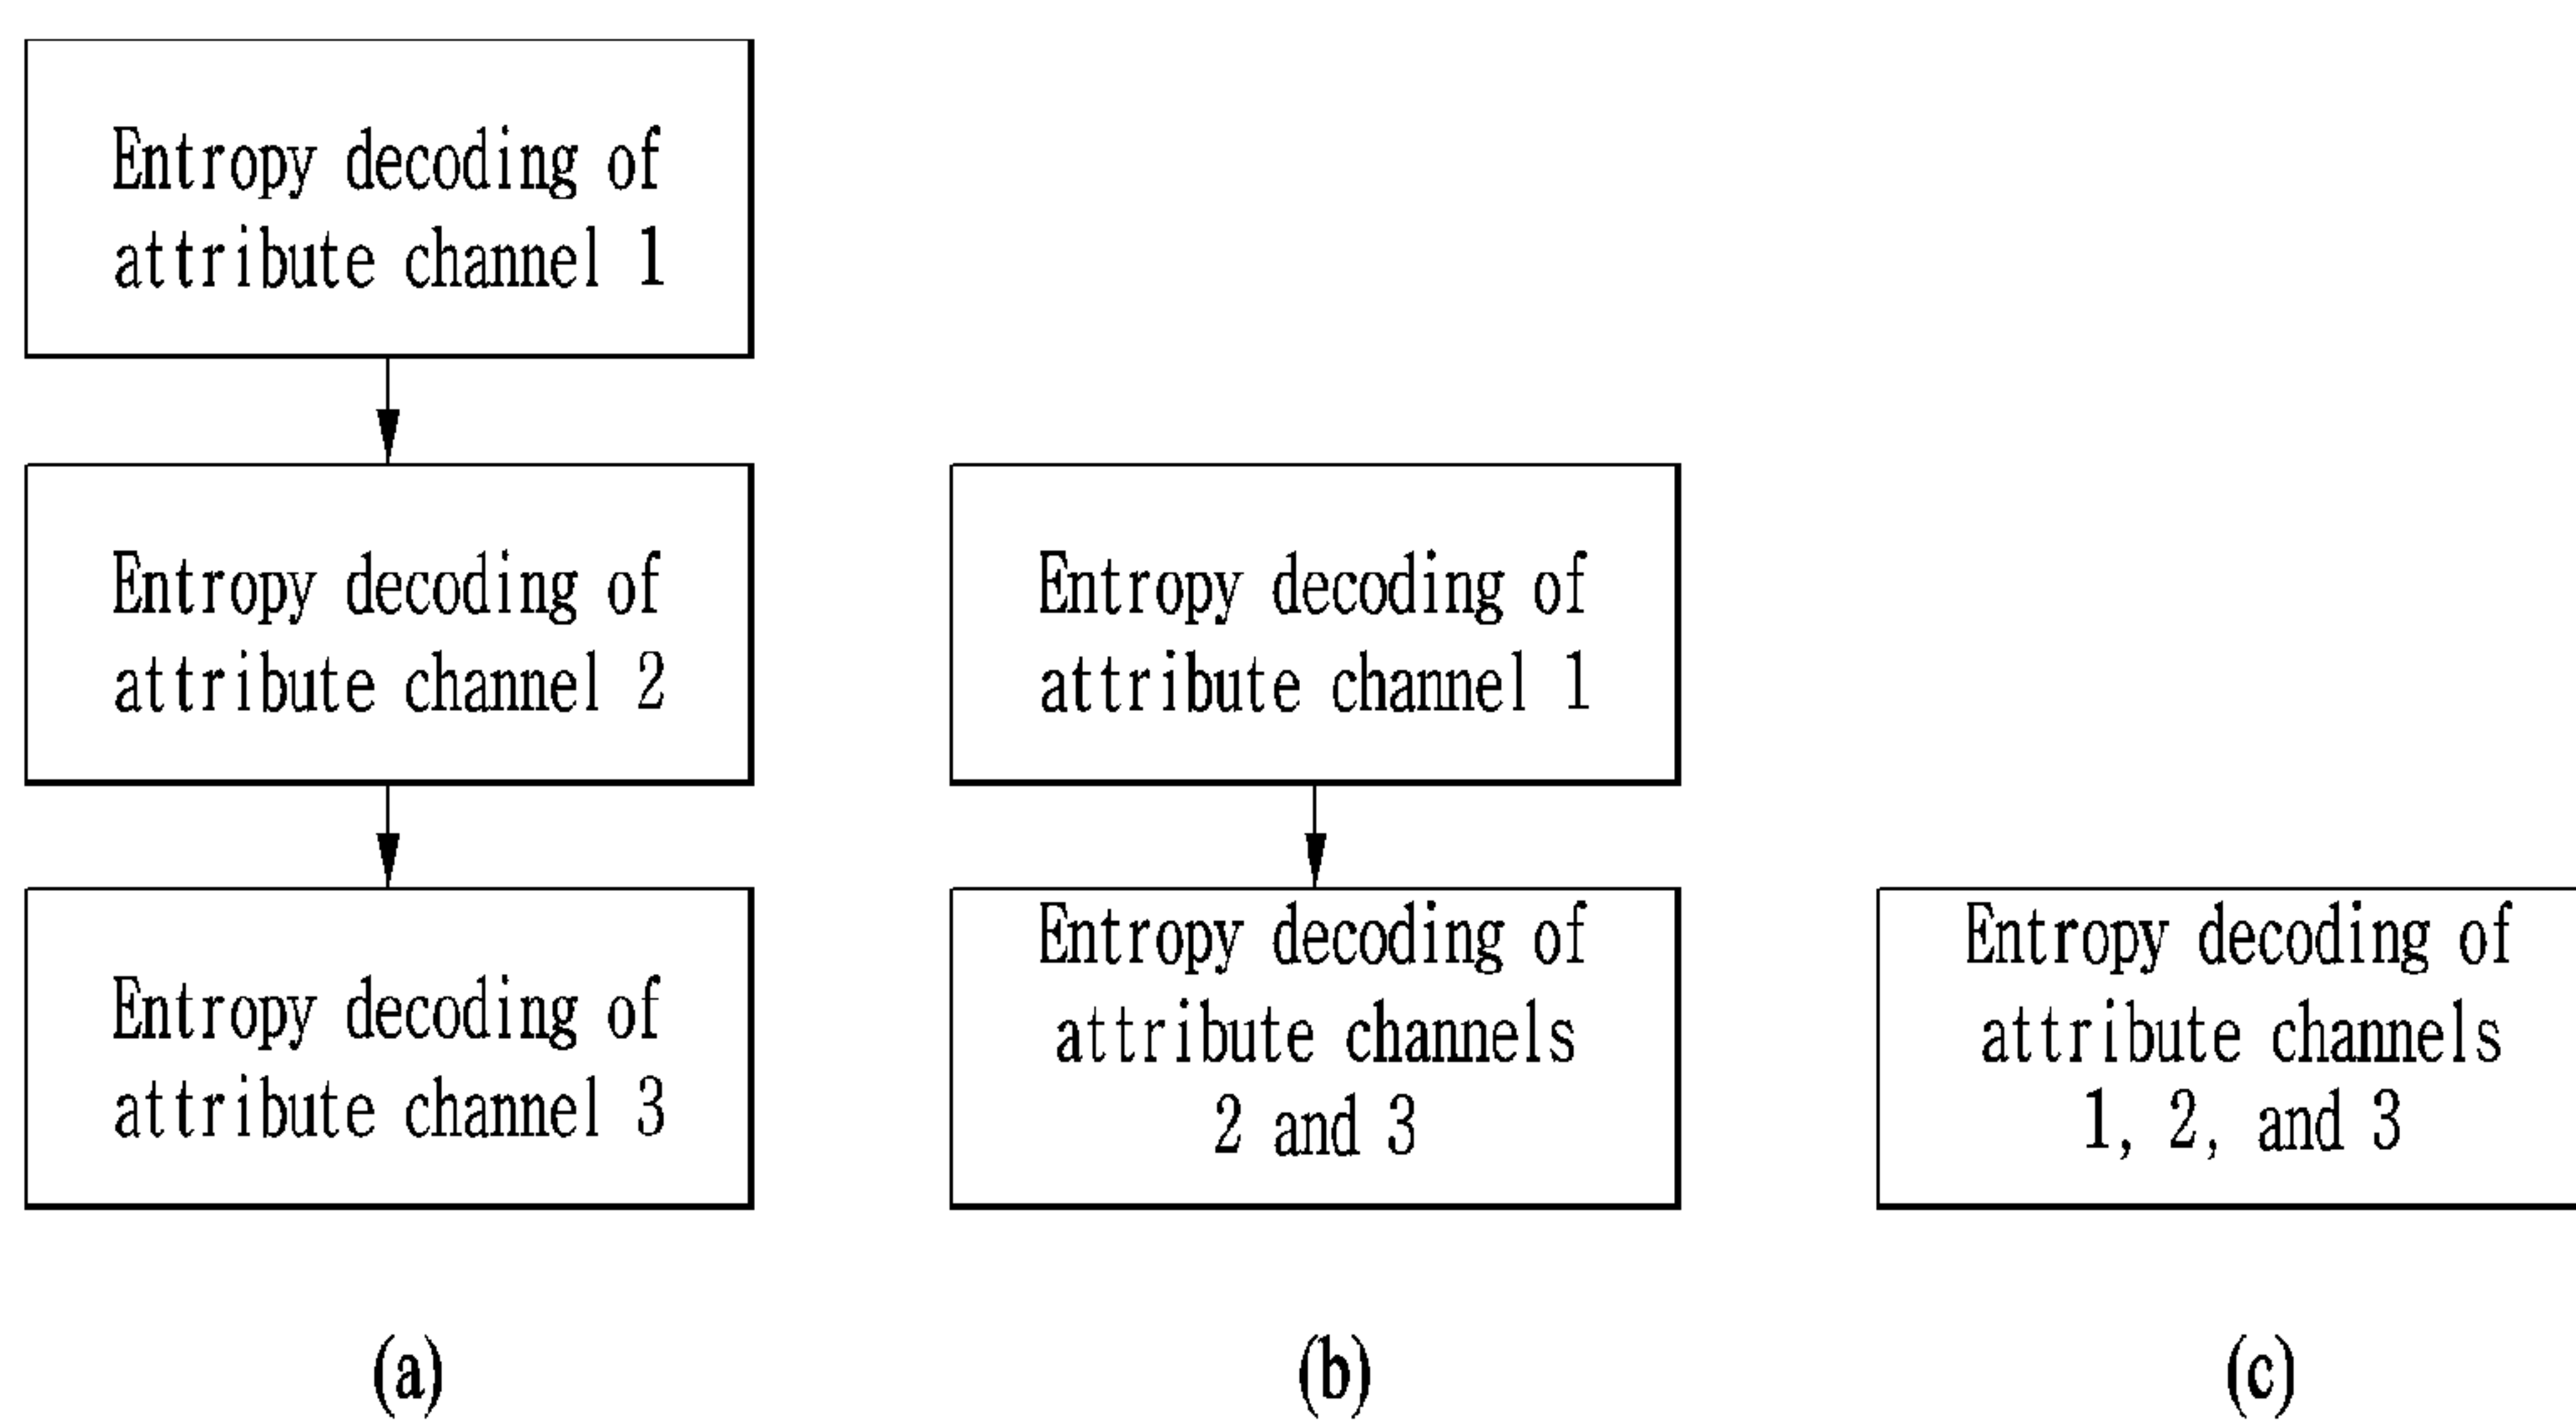 Entropy decoding of
attribute channel 1
Entropy decoding of
attribute channel 2
Entropy decoding of
attribute channel 3
(a)
Entropy decoding of
attribute channel 1
Entropy decoding of
attribute channels
2 and 3
(b)
Entropy decoding of
attribute channels
1, 2, and 3
(c)